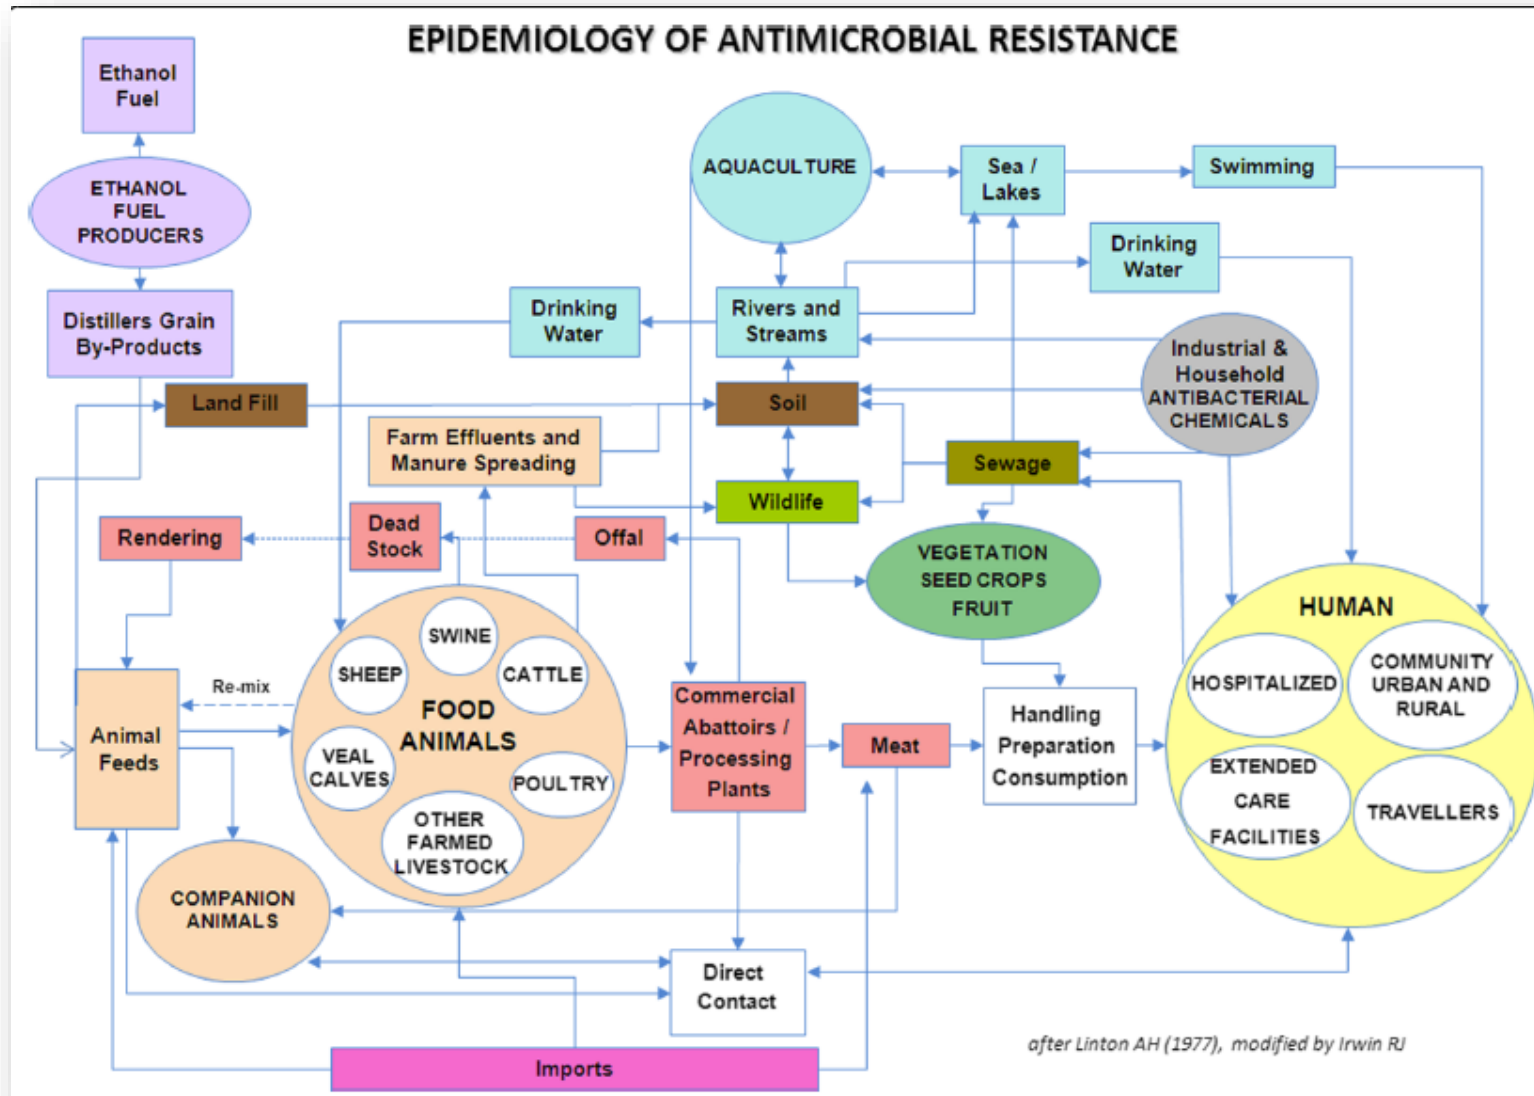 EPIDEMIOLOGY OF ANTIMICROBIAL RESISTANCE
Ethanol
Fuel
ETHANOL
FUEL
PRODUCERS
Distillers Grain
By-Products
AQUACULTURE
Sea /
Lakes
Swimming
Drinking
Water
Drinking
Water
Rivers and
Streams
Industrial &
Household
ANTIBACTERIAL
CHEMICALS
Land Fill
Soil
Farm Effluents and
Manure Spreading
Sewage
Wildlife
Rendering
Dead
Stock
Offal
VEGETATION
SEED CROPS
FRUIT
Re-mix
Animal
Feeds
SWINE
SHEEP
CATTLE
FOOD
ANIMALS
VEAL
CALVES
POULTRY
OTHER
FARMED
LIVESTOCK
Commercial
Abattoirs /
Processing
Plants
Meat
Handling
Preparation
Consumption
HUMAN
HOSPITALIZED
COMMUNITY
URBAN AND
RURAL
EXTENDED
CARE
FACILITIES
TRAVELLERS
COMPANION
ANIMALS
Direct
Contact
Imports
after Linton AH (1977), modified by Irwin RJ